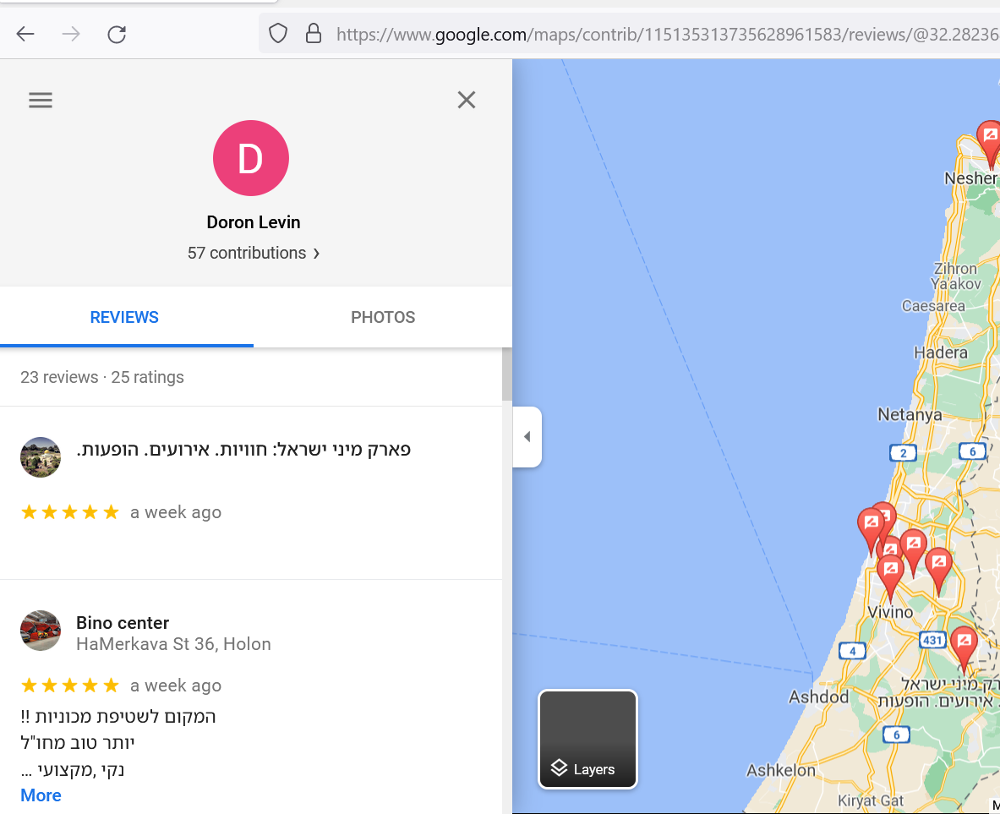 https://www.google.com/maps/contrib/115135313735628961583/reviews/@32.28236
D
Doron Levin
57 contributions
REVIEWS
PHOTOS
23 reviews · 25 ratings
פארק מיני ישראל: חוויות. אירועים. הופעות.
a week ago
Bino center
HaMerkava St 36, Holon
a week ago
המקום לשטיפת מכוניות !!
יותר טוב מחו"ל
נקי ,מקצועי ...
More
Nesher
Zihron
Ya'akov
Caesarea
Hadera
Netanya
2
6
Vivino
431
4
רק מיני ישראל
אירועים. הופעות
Ashdod
6
Ashkelon
Kiryat Gat
Layers
M